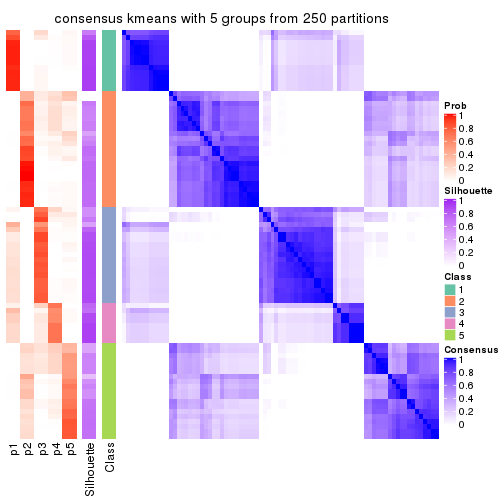 consensus kmeans with 5 groups from 250 partitions
Prob
1
0.8
0.6
0.4
0.2
0
Silhouette
1
0.8
0.6
0.4
0.2
0
Class
1
2
3
4
5
Consensus
1
0.8
0.6
0.4
0.2
0
p1
p2
p3
p4
p5
Silhouette
Class